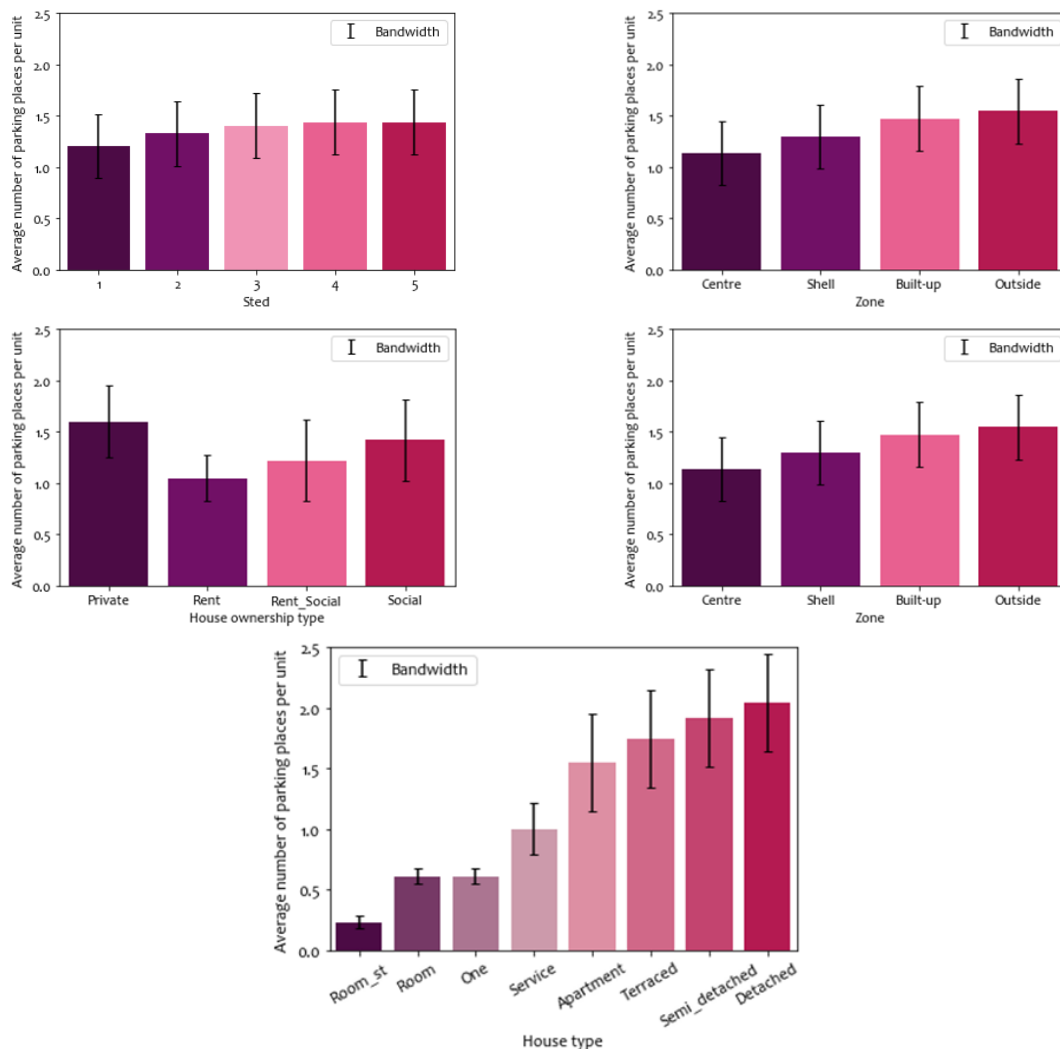 Average number of parking places per unit
2.5
2.0
1.5
1.0
0.5
0.0
Bandwidth
1 2 3 4 5
Sted
Average number of parking places per unit
2.5
2.0
1.5
1.0
0.5
0.0
Bandwidth
Centre Shell Built-up Outside
Zone
Average number of parking places per unit
2.5
2.0
1.5
1.0
0.5
0.0
Bandwidth
Private Rent Rent_Social Social
House ownership type
Average number of parking places per unit
2.5
2.0
1.5
1.0
0.5
0.0
Bandwidth
Centre Shell Built-up Outside
Zone
Average number of parking places per unit
2.5
2.0
1.5
1.0
0.5
0.0
Bandwidth
Room_st Room One Service Apartment Terraced Semi_detached Detached
House type